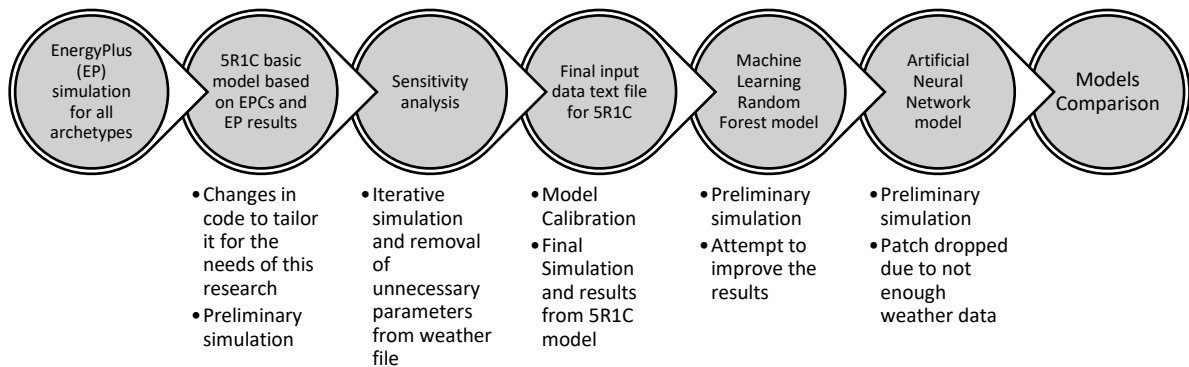 EnergyPlus
(EP)
simulation
for all
archetypes
5R1C basic
model based
on EPCs and
EP results
• Changes in
code to tailor
it for the
needs of this
research
• Preliminary
simulation
Sensitivity
analysis
• Iterative
simulation
and removal
of
unnecessary
parameters
from weather
file
Final input
data text file
for 5R1C
• Model
Calibration
• Final
Simulation
and results
from 5R1C
model
Machine
Learning
Random
Forest model
• Preliminary
simulation
• Attempt to
improve the
results
Artificial
Neural
Network
model
• Preliminary
simulation
• Patch dropped
due to not
enough
weather data
Models
Comparison